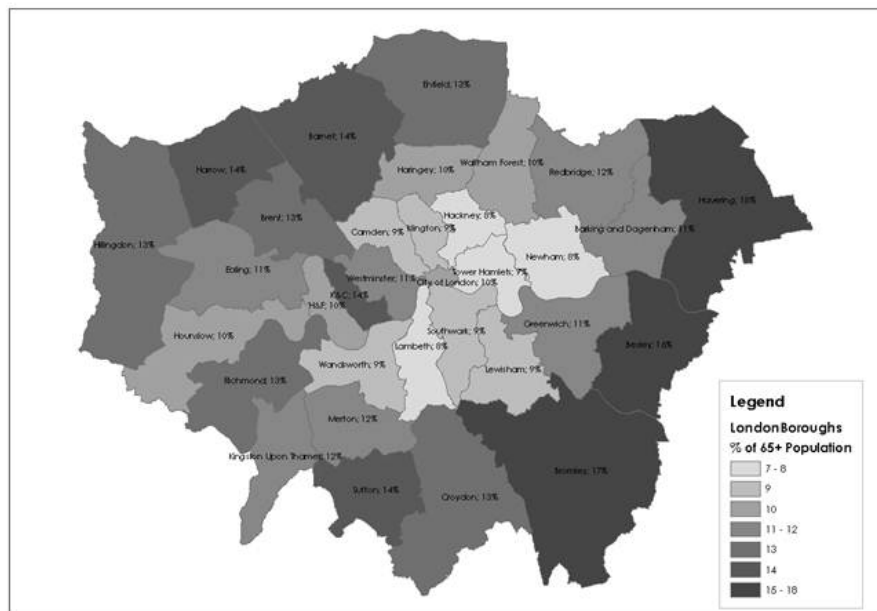 Enfield; 13%
Barnet; 14%
Harrow; 14%
Waltham Forest; 10%
Haringey; 10%
Redbridge; 12%
Havering; 18%
Hackney; 8%
Brent; 13%
Islington; 9%
Camden; 9%
Barking and Dagenham; 11%
Hillingdon; 13%
Newham; 8%
Ealing; 11%
Tower Hamlets; 7%
Westminster; 11%
City of London; 10%
K&C; 14%
H&F; 10%
Hounslow; 10%
Southwark; 9%
Greenwich; 11%
Lambeth; 8%
Bexley; 16%
Wandsworth; 9%
Lewisham; 9%
Richmond; 13%
Merton; 12%
Kingston Upon Thames; 12%
Bromley; 17%
Sutton; 14%
Croydon; 13%
Legend
LondonBoroughs
% of 65+ Population
7 - 8
9
10
11 - 12
13
14
15 - 18